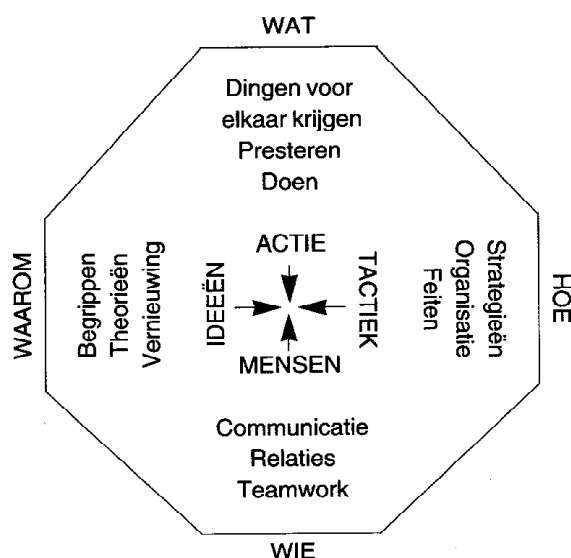 WAT
Dingen voor
elkaar krijgen
Presteren
Doen
WAAROM
Begrippen
Theorieën
Vernieuwing
IDEEËN
ACTIE
TACTIEK
MENSEN
Strategieën
Organisatie
Feiten
HOE
Communicatie
Relaties
Teamwork
WIE